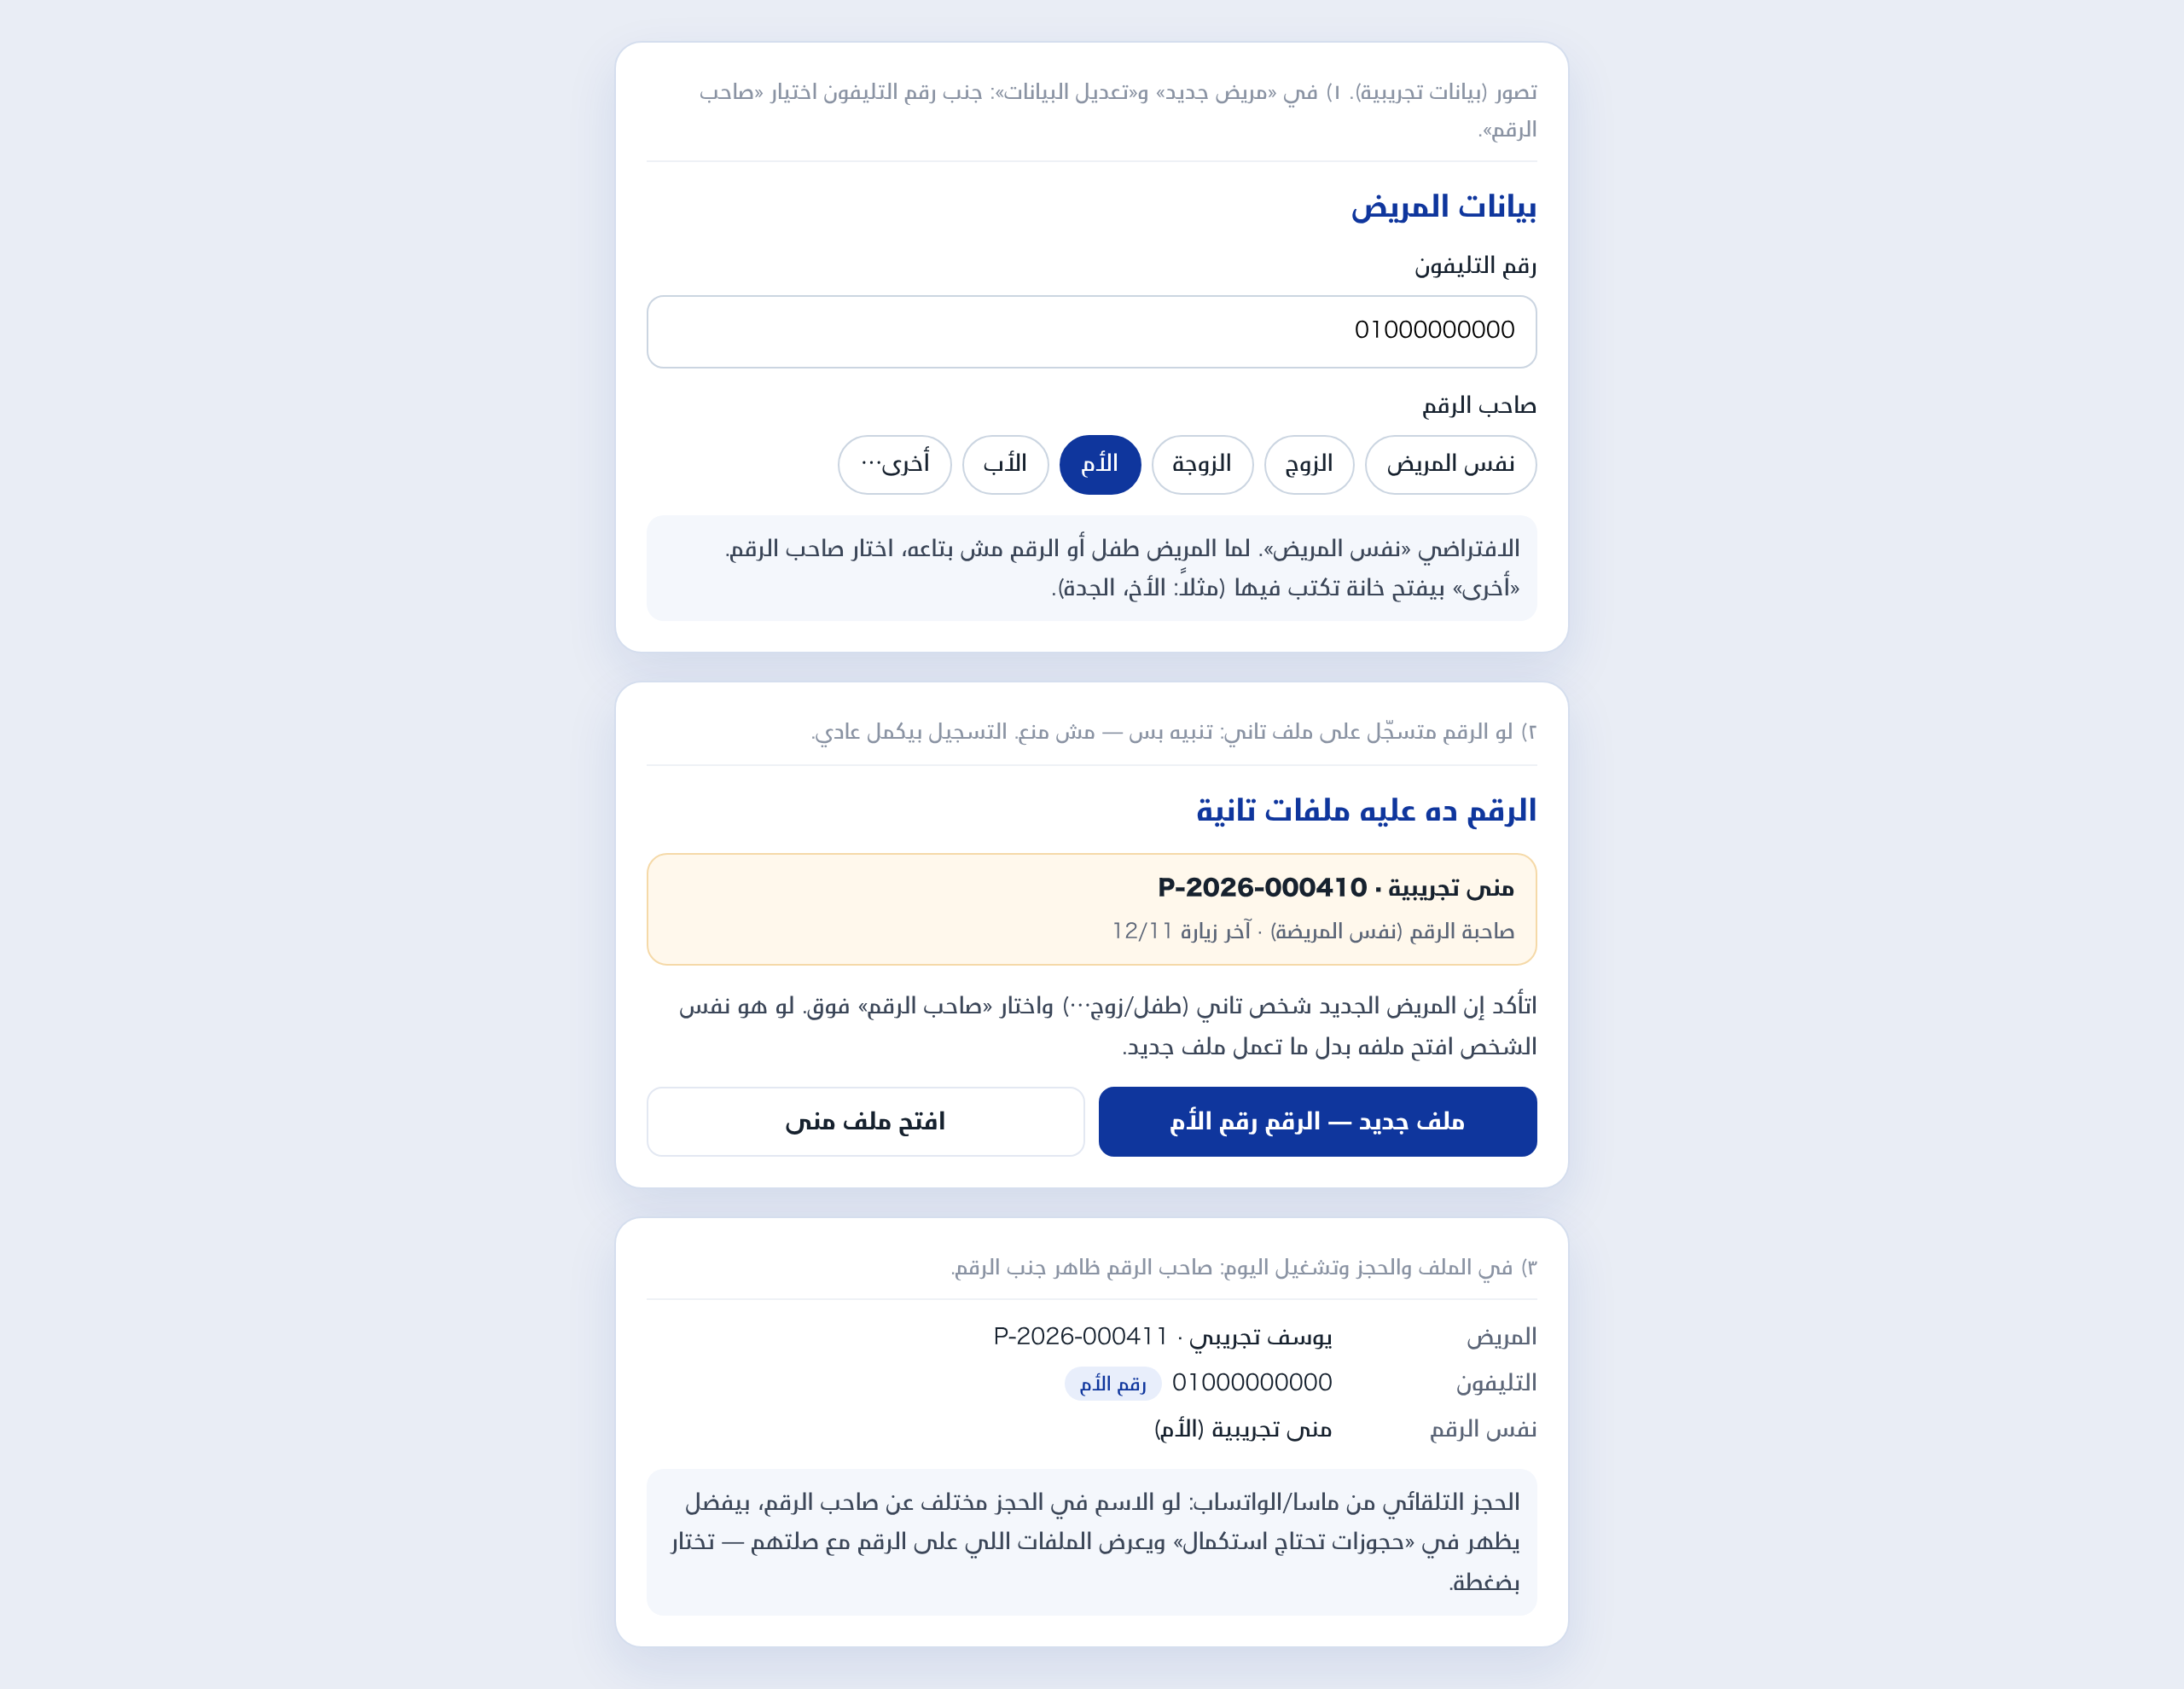 تصور (بيانات تجريبية). ١) في «مريض جديد» و«تعديل البيانات»: جنب رقم التليفون اختيار «صاحب
الرقم».
بيانات المريض
رقم التليفون
01000000000
صاحب الرقم
نفس المريض
الزوج
الزوجة
الأم
الأب
أخرى…
الافتراضي «نفس المريض». لما المريض طفل أو الرقم مش بتاعه، اختار صاحب الرقم.
«أخرى» بيفتح خانة تكتب فيها (مثلاً: الأخ، الجدة).
٢) لو الرقم متسجّل على ملف تاني: تنبيه بس — مش منع. التسجيل بيكمل عادي.
الرقم ده عليه ملفات تانية
منى تجريبية · P-2026-000410
صاحبة الرقم (نفس المريضة) · آخر زيارة 12/11
اتأكد إن المريض الجديد شخص تاني (طفل/زوج…) واختار «صاحب الرقم» فوق. لو هو نفس
الشخص افتح ملفه بدل ما تعمل ملف جديد.
ملف جديد — الرقم رقم الأم
افتح ملف منى
٣) في الملف والحجز وتشغيل اليوم: صاحب الرقم ظاهر جنب الرقم.
المريض يوسف تجريبي · P-2026-000411
التليفون 01000000000 رقم الأم
نفس الرقم منى تجريبية (الأم)
الحجز التلقائي من ماسا/الواتساب: لو الاسم في الحجز مختلف عن صاحب الرقم، بيفضل
يظهر في «حجوزات تحتاج استكمال» ويعرض الملفات اللي على الرقم مع صلتهم — تختار
بضغطة.